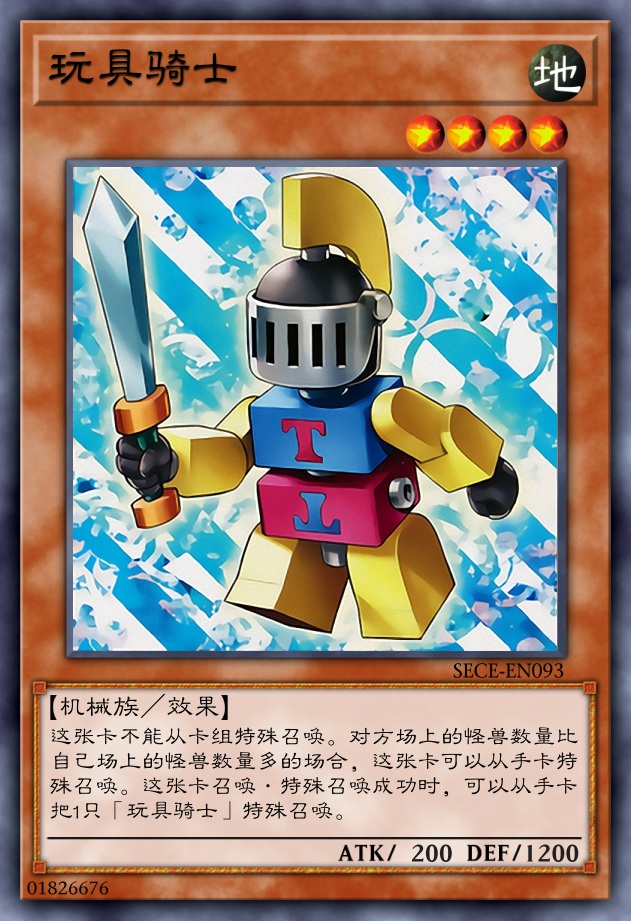 玩具骑士
地
T
T
SECE-EN093
【机械族／效果】
这张卡不能从卡组特殊召唤。对方场上的怪兽数量比
自己场上的怪兽数量多的场合，这张卡可以从手卡特
殊召唤。这张卡召唤·特殊召唤成功时，可以从手卡
把1只「玩具骑士」特殊召唤。
ATK/ 200 DEF/1200
01826676